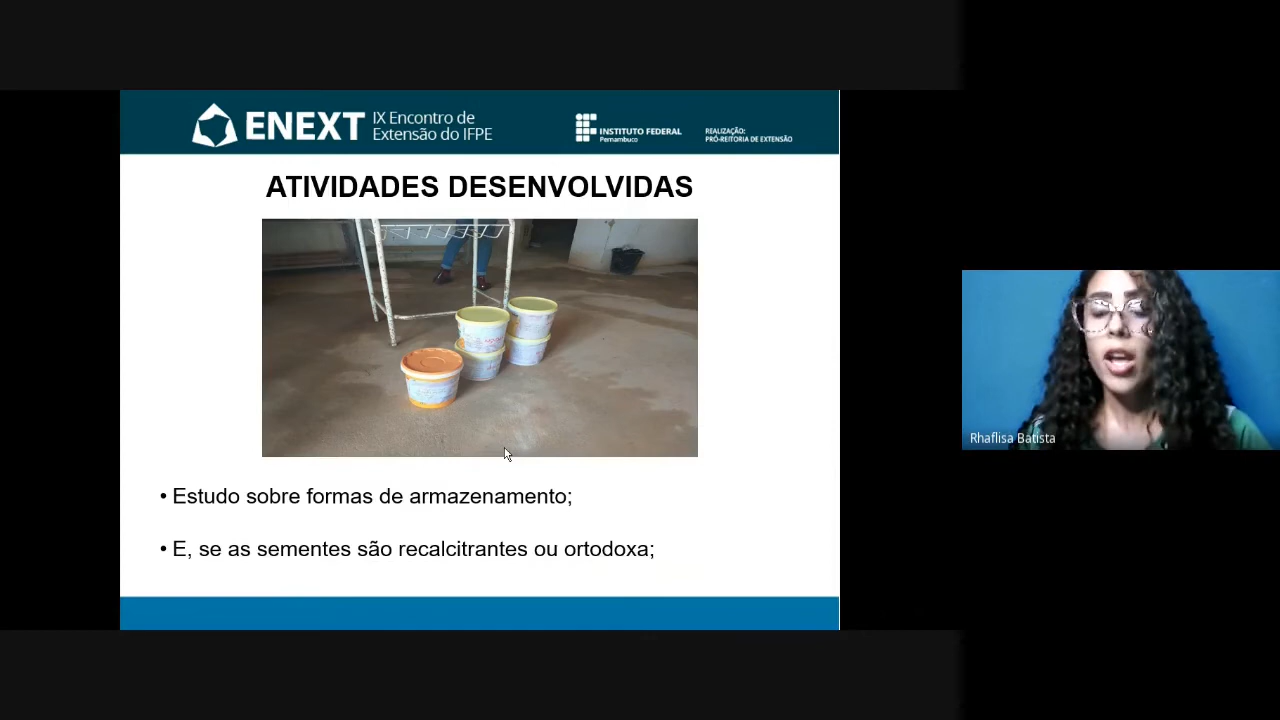 ENEXT
IX Encontro de
Extensão do IFPE
INSTITUTO FEDERAL
Pernambuco
REALIZAÇÃO:
PRÓ-REITORIA DE EXTENSÃO
ATIVIDADES DESENVOLVIDAS
• Estudo sobre formas de armazenamento;
• E, se as sementes são recalcitrantes ou ortodoxa;
Rhaflisa Batista